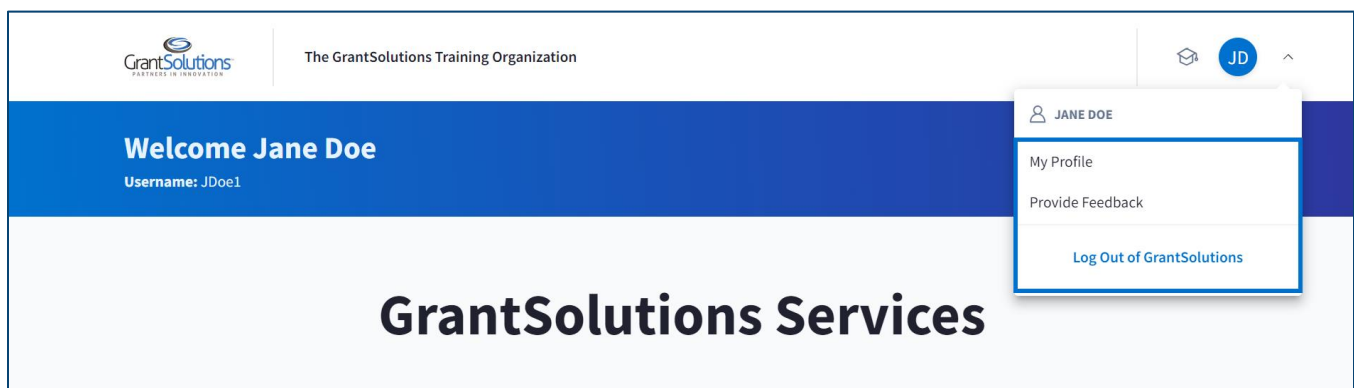 GrantSolutions
PARTNERS IN INNOVATION
The GrantSolutions Training Organization
JD
JANE DOE
Welcome Jane Doe
Username: JDoe1
My Profile
Provide Feedback
Log Out of GrantSolutions
GrantSolutions Services